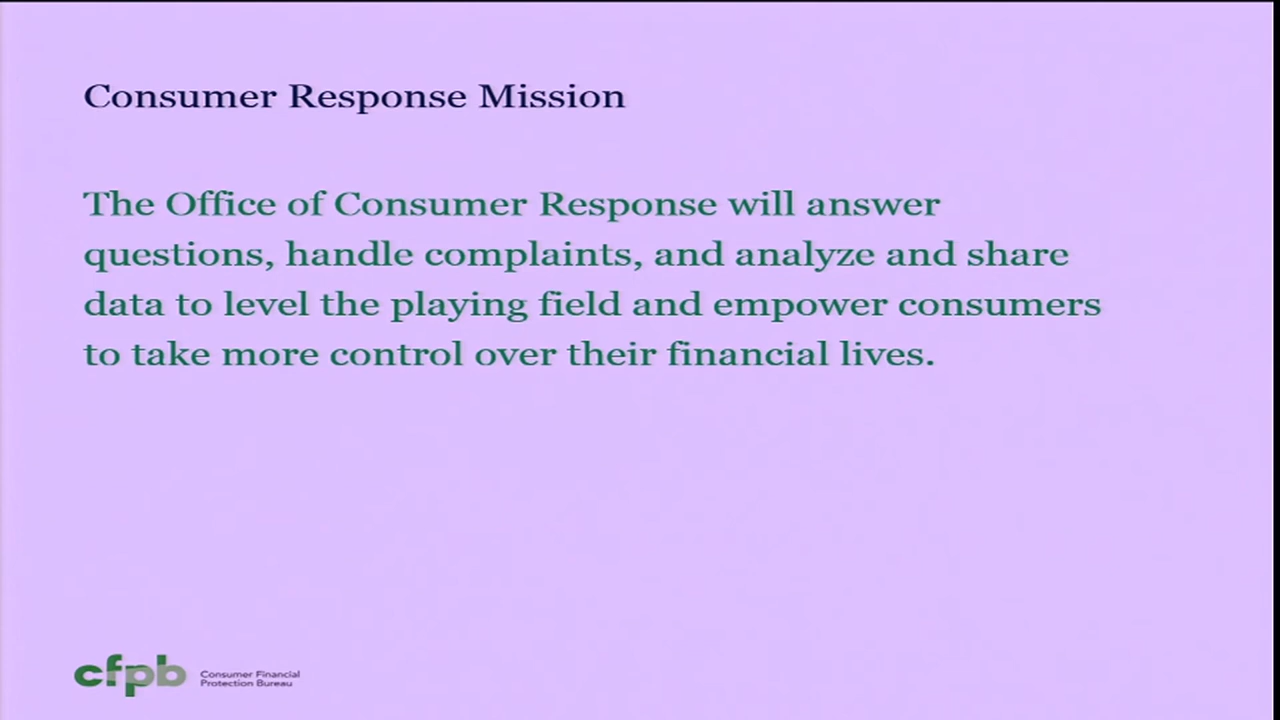 Consumer Response Mission
The Office of Consumer Response will answer
questions, handle complaints, and analyze and share
data to level the playing field and empower consumers
to take more control over their financial lives.
cfpb
Consumer Financial
Protection Bureau